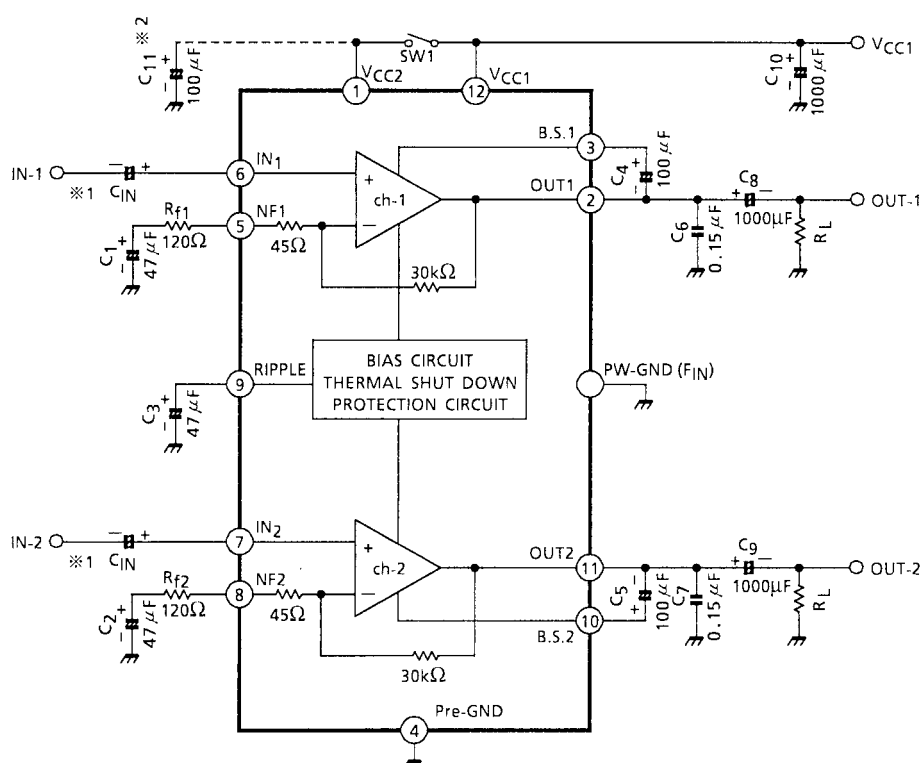 ※2
C11
100μF
SW1
VCC1
VCC2
VCC1
C10
1000μF
1
12
B.S.1
3
C4
100μF
IN-1
※1
CIN
6
IN1
ch-1
OUT1
2
C8
1000μF
OUT-1
C6
0.15μF
RL
C1
47μF
Rf1
120Ω
5
NF1
45Ω
30kΩ
9
RIPPLE
C3
47μF
BIAS CIRCUIT
THERMAL SHUT DOWN
PROTECTION CIRCUIT
PW-GND (FIN)
IN-2
※1
CIN
7
IN2
ch-2
OUT2
11
C9
1000μF
OUT-2
C5
100μF
C7
0.15μF
RL
C2
47μF
Rf2
120Ω
8
NF2
45Ω
10
B.S.2
30kΩ
Pre-GND
4